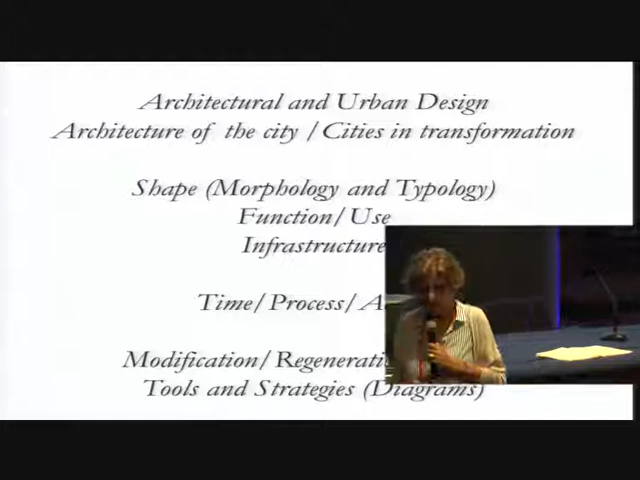 Architectural and Urban Design
Architecture of the city / Cities in transformation
Shape (Morphology and Typology)
Function/ Use
Infrastructure
Time/ Process/
Modification/
Tools and Strategies (Diagrams)